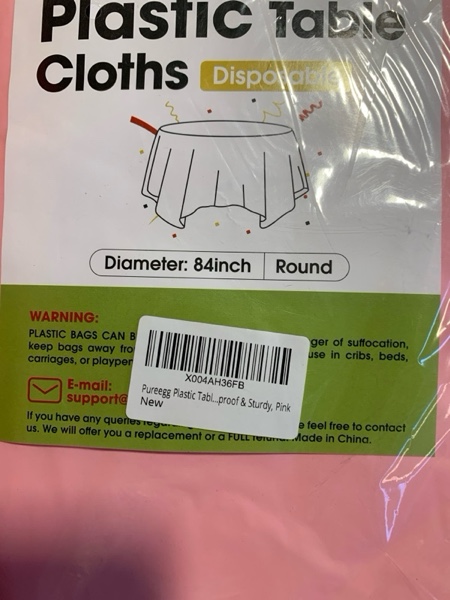 Plastic Table
Cloths Disposable
Diameter: 84inch Round
WARNING:
PLASTIC BAGS CAN B ger of suffocation,
keep bags away fro use in cribs, beds,
carriages, or playpen
E-mail:
support@
If you have any queries regarding e feel free to contact
us. We will offer you a replacement or a FULL refund. Made in China.
X004AH36FB
Pureegg Plastic Tabl...proof & Sturdy, Pink
New